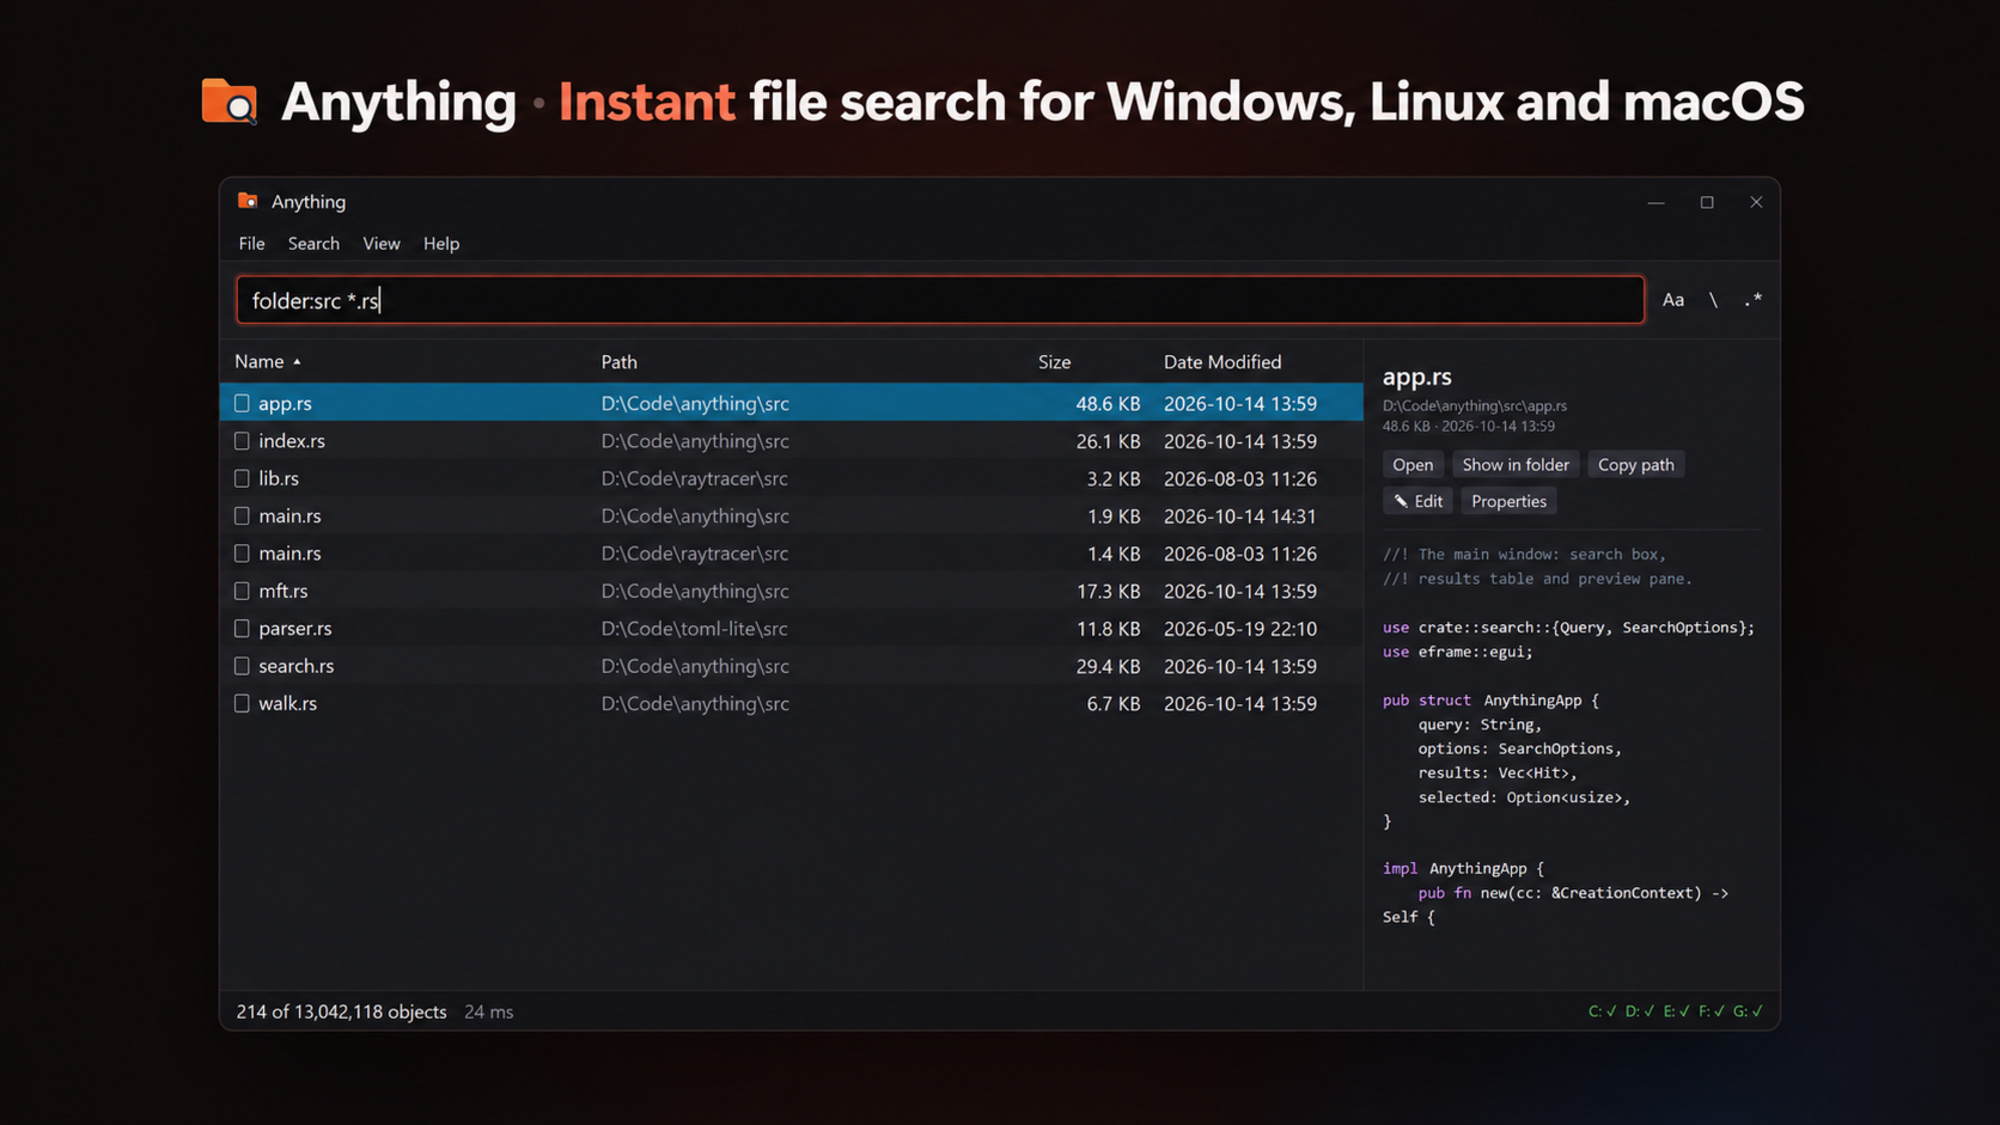 Anything · Instant file search for Windows, Linux and macOS
Anything
File Search View Help
folder:src *.rs
Aa \ .*
Name Path Size Date Modified
app.rs D:\Code\anything\src 48.6 KB 2026-10-14 13:59
index.rs D:\Code\anything\src 26.1 KB 2026-10-14 13:59
lib.rs D:\Code\raytracer\src 3.2 KB 2026-08-03 11:26
main.rs D:\Code\anything\src 1.9 KB 2026-10-14 14:31
main.rs D:\Code\raytracer\src 1.4 KB 2026-08-03 11:26
mft.rs D:\Code\anything\src 17.3 KB 2026-10-14 13:59
parser.rs D:\Code\toml-lite\src 11.8 KB 2026-05-19 22:10
search.rs D:\Code\anything\src 29.4 KB 2026-10-14 13:59
walk.rs D:\Code\anything\src 6.7 KB 2026-10-14 13:59
app.rs
D:\Code\anything\src\app.rs
48.6 KB · 2026-10-14 13:59
Open Show in folder Copy path
Edit Properties
//! The main window: search box,
//! results table and preview pane.
use crate::search::{Query, SearchOptions};
use eframe::egui;
pub struct AnythingApp {
query: String,
options: SearchOptions,
results: Vec<Hit>,
selected: Option<usize>,
}
impl AnythingApp {
pub fn new(cc: &CreationContext) ->
Self {
214 of 13,042,118 objects 24 ms
C: ✓ D: ✓ E: ✓ F: ✓ G: ✓